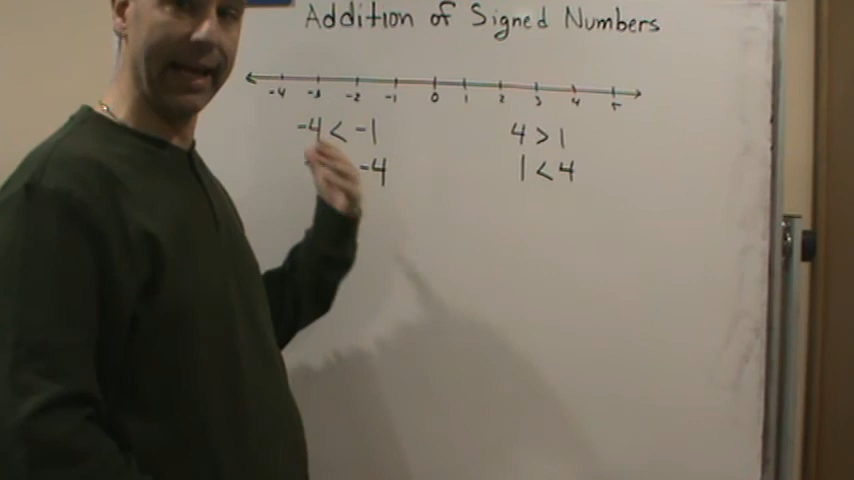 Addition of Signed Numbers
-4 -3 -2 -1 0 1 2 3 4 5
-4 < -1 4 > 1
-4 1 < 4